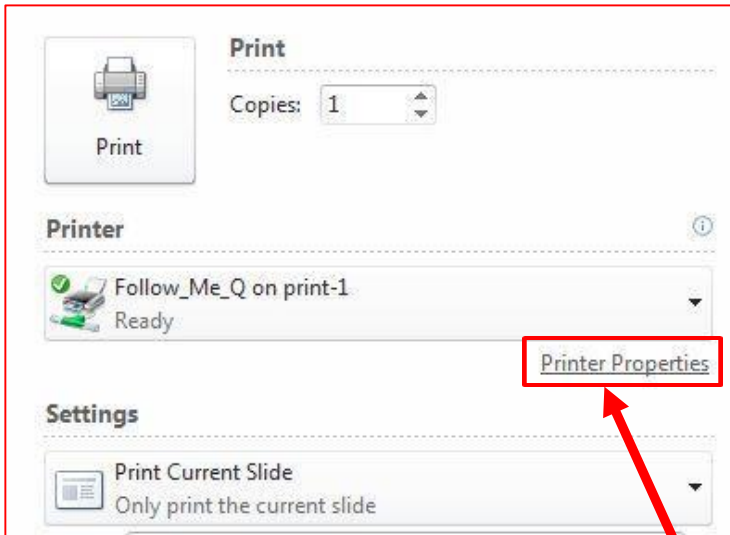 Print
Copies: 1
Print
Printer
Follow_Me_Q on print-1
Ready
Printer Properties
Settings
Print Current Slide
Only print the current slide